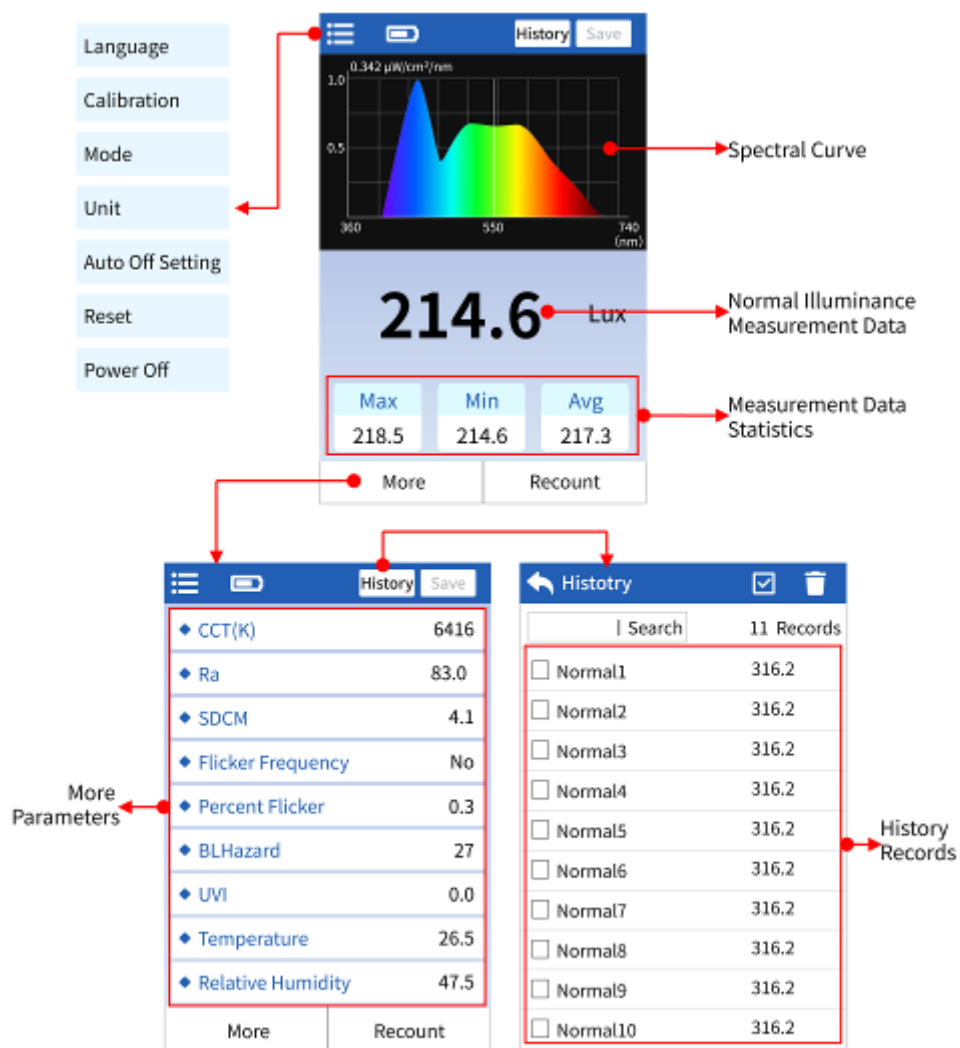 Language
Calibration
Mode
Unit
Auto Off Setting
Reset
Power Off
History Save
0.342 μW/cm²/nm
1.0
0.5
360 550 740
(nm)
Spectral Curve
214.6 Lux
Normal Illuminance
Measurement Data
Max Min Avg
218.5 214.6 217.3
Measurement Data
Statistics
More Recount
History Save
CCT(K) 6416
Ra 83.0
SDCM 4.1
Flicker Frequency No
Percent Flicker 0.3
BLHazard 27
UVI 0.0
Temperature 26.5
Relative Humidity 47.5
More Recount
More
Parameters
Histotry
| Search 11 Records
Normal1 316.2
Normal2 316.2
Normal3 316.2
Normal4 316.2
Normal5 316.2
Normal6 316.2
Normal7 316.2
Normal8 316.2
Normal9 316.2
Normal10 316.2
History
Records